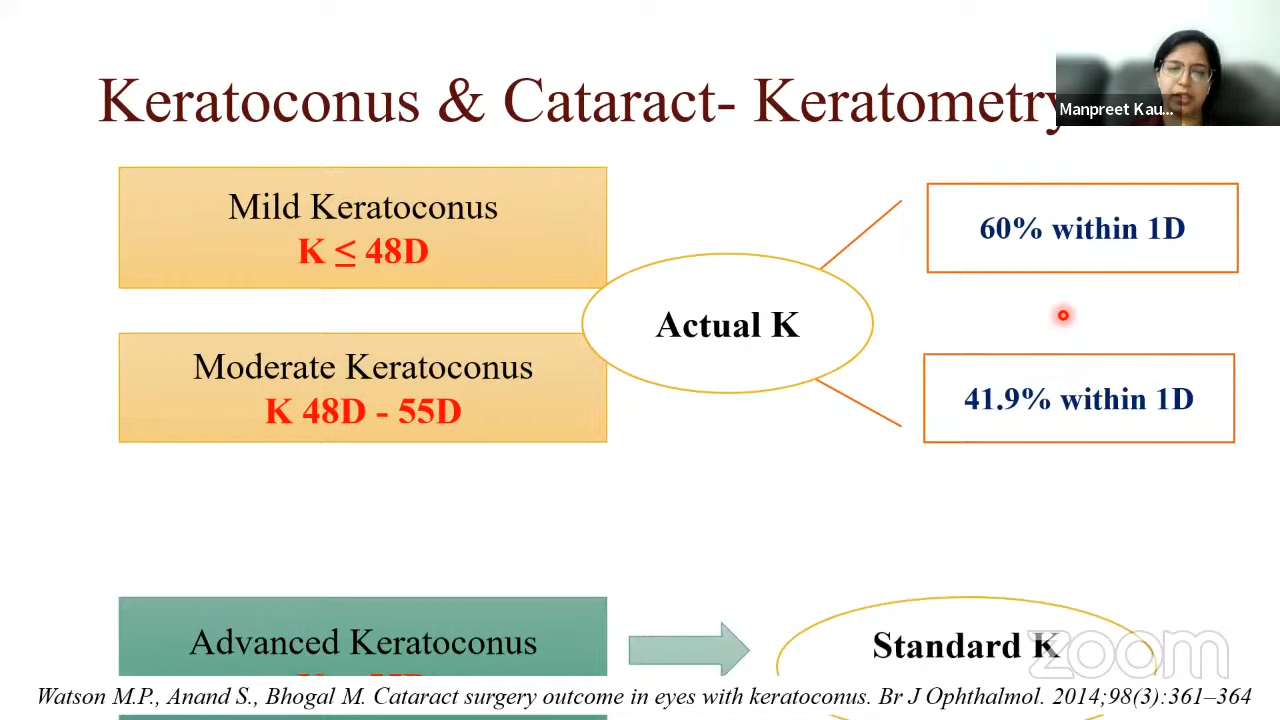 Keratoconus & Cataract- Keratometry
Manpreet Kau...
Mild Keratoconus
K ≤ 48D
60% within 1D
Actual K
Moderate Keratoconus
K 48D - 55D
41.9% within 1D
Advanced Keratoconus
Standard K
zoom
Watson M.P., Anand S., Bhogal M. Cataract surgery outcome in eyes with keratoconus. Br J Ophthalmol. 2014;98(3):361–364